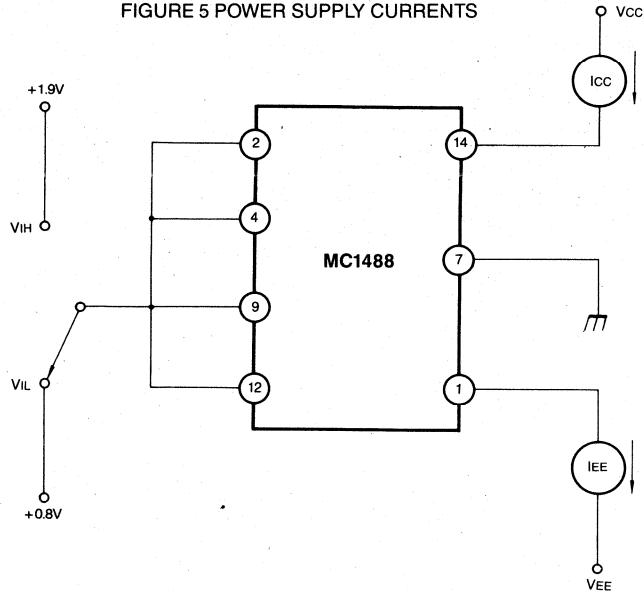 FIGURE 5 POWER SUPPLY CURRENTS
VCC
ICC
+1.9V
2
14
4
VIH
MC1488
7
9
VIL
12
1
IEE
+0.8V
VEE